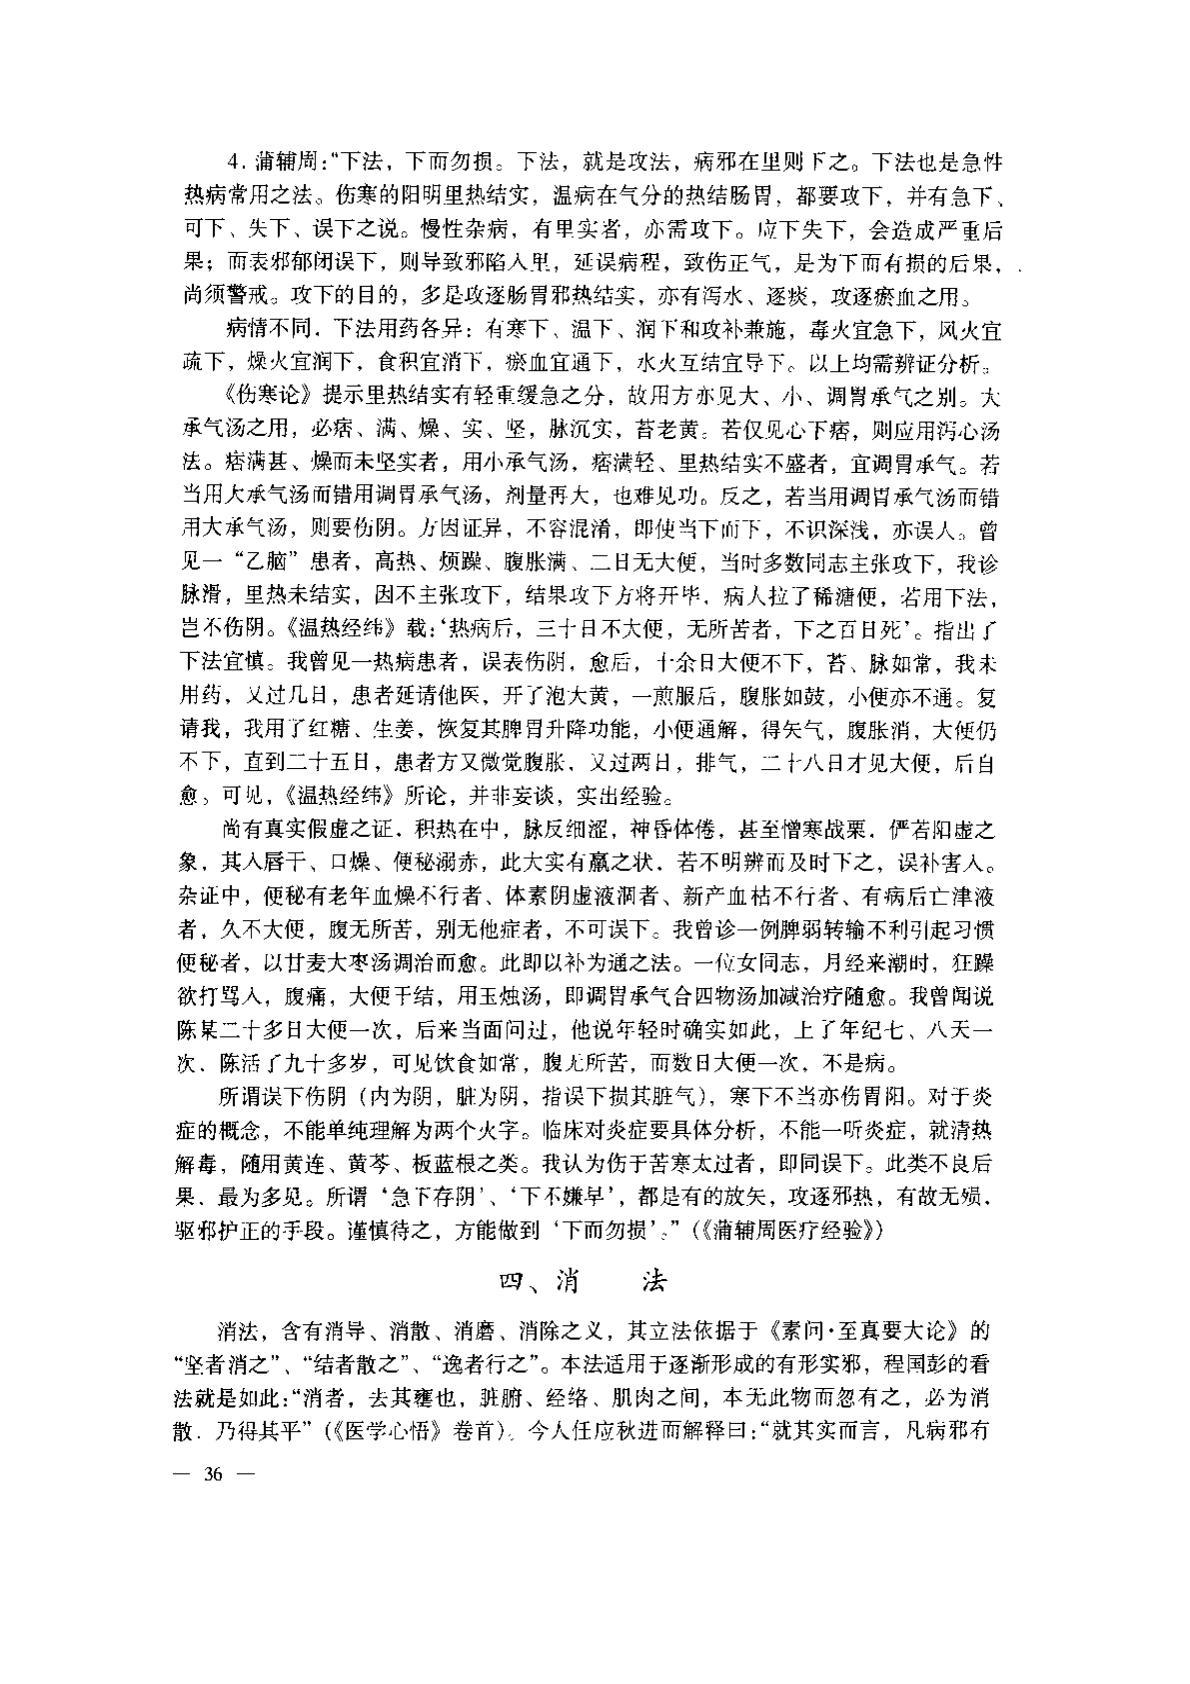 4. 蒲辅周：“下法，下而勿损。下法，就是攻法，病邪在里则下之。下法也是急性
热病常用之法。伤寒的阳明里热结实，温病在气分的热结肠胃，都要攻下，并有急下、
可下、失下、误下之说。慢性杂病，有里实者，亦需攻下。应下失下，会造成严重后
果；而表邪郁闭误下，则导致邪陷入里，延误病程，致伤正气，是为下而有损的后果，
尚须警戒。攻下的目的，多是攻逐肠胃邪热结实，亦有泻水、逐痰，攻逐瘀血之用。
病情不同．下法用药各异：有寒下、温下、润下和攻补兼施，毒火宜急下，风火宜
疏下，燥火宜润下，食积宜消下，瘀血宜通下，水火互结宜导下。以上均需辨证分析。
《伤寒论》提示里热结实有轻重缓急之分，故用方亦见大、小、调胃承气之别。大
承气汤之用，必痞、满、燥、实、坚，脉沉实，苔老黄。若仅见心下痞，则应用泻心汤
法。痞满甚、燥而未坚实者，用小承气汤，痞满轻、里热结实不盛者，宜调胃承气。若
当用大承气汤而错用调胃承气汤，剂量再大，也难见功。反之，若当用调胃承气汤而错
用大承气汤，则要伤阴。方因证异，不容混淆，即使当下而下，不识深浅，亦误人。曾
见一“乙脑”患者，高热、烦躁、腹胀满、二日无大便，当时多数同志主张攻下，我诊
脉滑，里热未结实，因不主张攻下，结果攻下方将开毕．病人拉了稀溏便，若用下法，
岂不伤阴。《温热经纬》载：‘热病后，三十日不大便，无所苦者，下之百日死’。指出了
下法宜慎。我曾见一热病患者，误表伤阴，愈后，十余日大便不下，苔、脉如常，我未
用药，又过几日，患者延请他医，开了泡大黄，一煎服后，腹胀如鼓，小便亦不通。复
请我，我用了红糖、生姜，恢复其脾胃升降功能，小便通解，得矢气，腹胀消，大便仍
不下，直到二十五日，患者方又微觉腹胀．又过两日，排气，二十八日才见大便，后自
愈。可见，《温热经纬》所论，并非妄谈，实出经验。
尚有真实假虚之证．积热在中，脉反细涩，神昏体倦，甚至憎寒战栗．俨若阳虚之
象，其人唇干、口燥、便秘溺赤，此大实有羸之状．若不明辨而及时下之，误补害人。
杂证中，便秘有老年血燥不行者、体素阴虚液涸者、新产血枯不行者、有病后亡津液
者，久不大便，腹无所苦，别无他症者，不可误下。我曾诊一例脾弱转输不利引起习惯
便秘者，以甘麦大枣汤调治而愈。此即以补为通之法。一位女同志，月经来潮时，狂躁
欲打骂人，腹痛，大便干结，用玉烛汤，即调胃承气合四物汤加减治疗随愈。我曾闻说
陈某二十多日大便一次，后来当面问过，他说年轻时确实如此，上了年纪七、八天一
次．陈活了九十多岁，可见饮食如常，腹无所苦，而数日大便一次，不是病。
所谓误下伤阴（内为阴，脏为阴，指误下损其脏气），寒下不当亦伤胃阳。对于炎
症的概念，不能单纯理解为两个火字。临床对炎症要具体分析，不能一听炎症，就清热
解毒，随用黄连、黄芩、板蓝根之类。我认为伤于苦寒太过者，即同误下。此类不良后
果．最为多见。所谓‘急下存阴’、‘下不嫌早’，都是有的放矢，攻逐邪热，有故无殒．
驱邪护正的手段。谨慎待之，方能做到‘下而勿损’。”（《蒲辅周医疗经验》）
四、消 法
消法，含有消导、消散、消磨、消除之义，其立法依据于《素问·至真要大论》的
“坚者消之”、“结者散之”、“逸者行之”。本法适用于逐渐形成的有形实邪，程国彭的看
法就是如此：“消者，去其壅也，脏腑、经络、肌肉之间，本无此物而忽有之，必为消
散．乃得其平”（《医学心悟》卷首）。今人任应秋进而解释曰：“就其实而言，凡病邪有
— 36 —